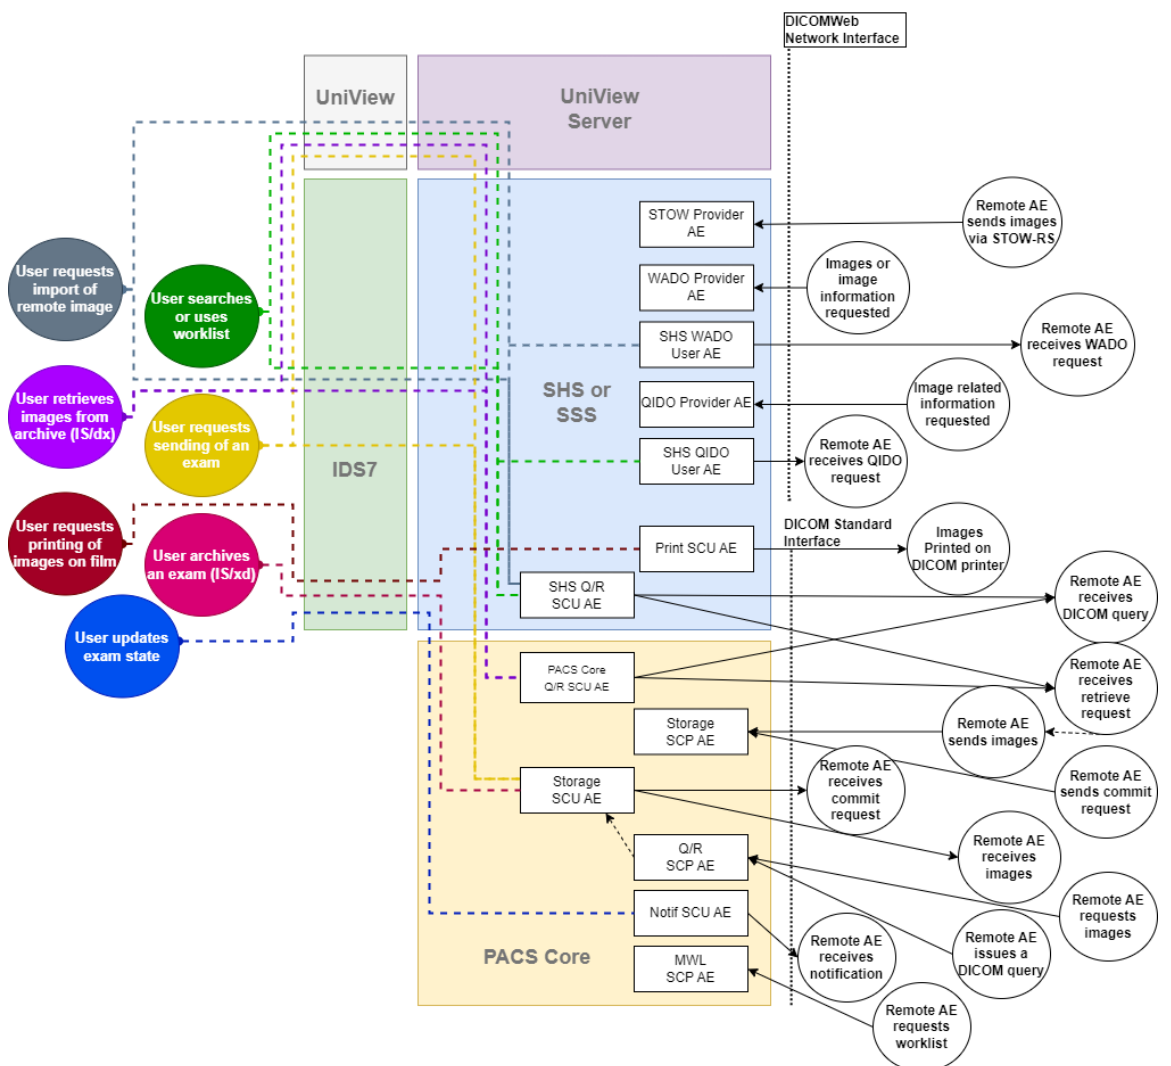 DICOMWeb
Network Interface
UniView
UniView
Server
STOW Provider
AE
Remote AE
sends images
via STOW-RS
User requests
import of
remote image
User searches
or uses
worklist
WADO Provider
AE
Images or
image
information
requested
SHS WADO
User AE
Remote AE
receives WADO
request
SHS or
SSS
User retrieves
images from
archive (IS/dx)
User requests
sending of an
exam
QIDO Provider AE
Image related
information
requested
IDS7
SHS QIDO
User AE
Remote AE
receives QIDO
request
User requests
printing of
images on film
User archives
an exam (IS/xd)
Print SCU AE
DICOM Standard
Interface
Images
Printed on
DICOM printer
SHS Q/R
SCU AE
Remote AE
receives
DICOM query
User updates
exam state
PACS Core
Q/R SCU AE
Remote AE
receives
retrieve
request
Storage
SCP AE
Remote AE
sends images
Storage
SCU AE
Remote AE
receives
commit
request
Remote AE
sends commit
request
Q/R
SCP AE
Remote AE
receives
images
Notif SCU AE
Remote AE
requests
images
PACS Core
Remote AE
receives
notification
Remote AE
issues a
DICOM query
MWL
SCP AE
Remote AE
requests
worklist